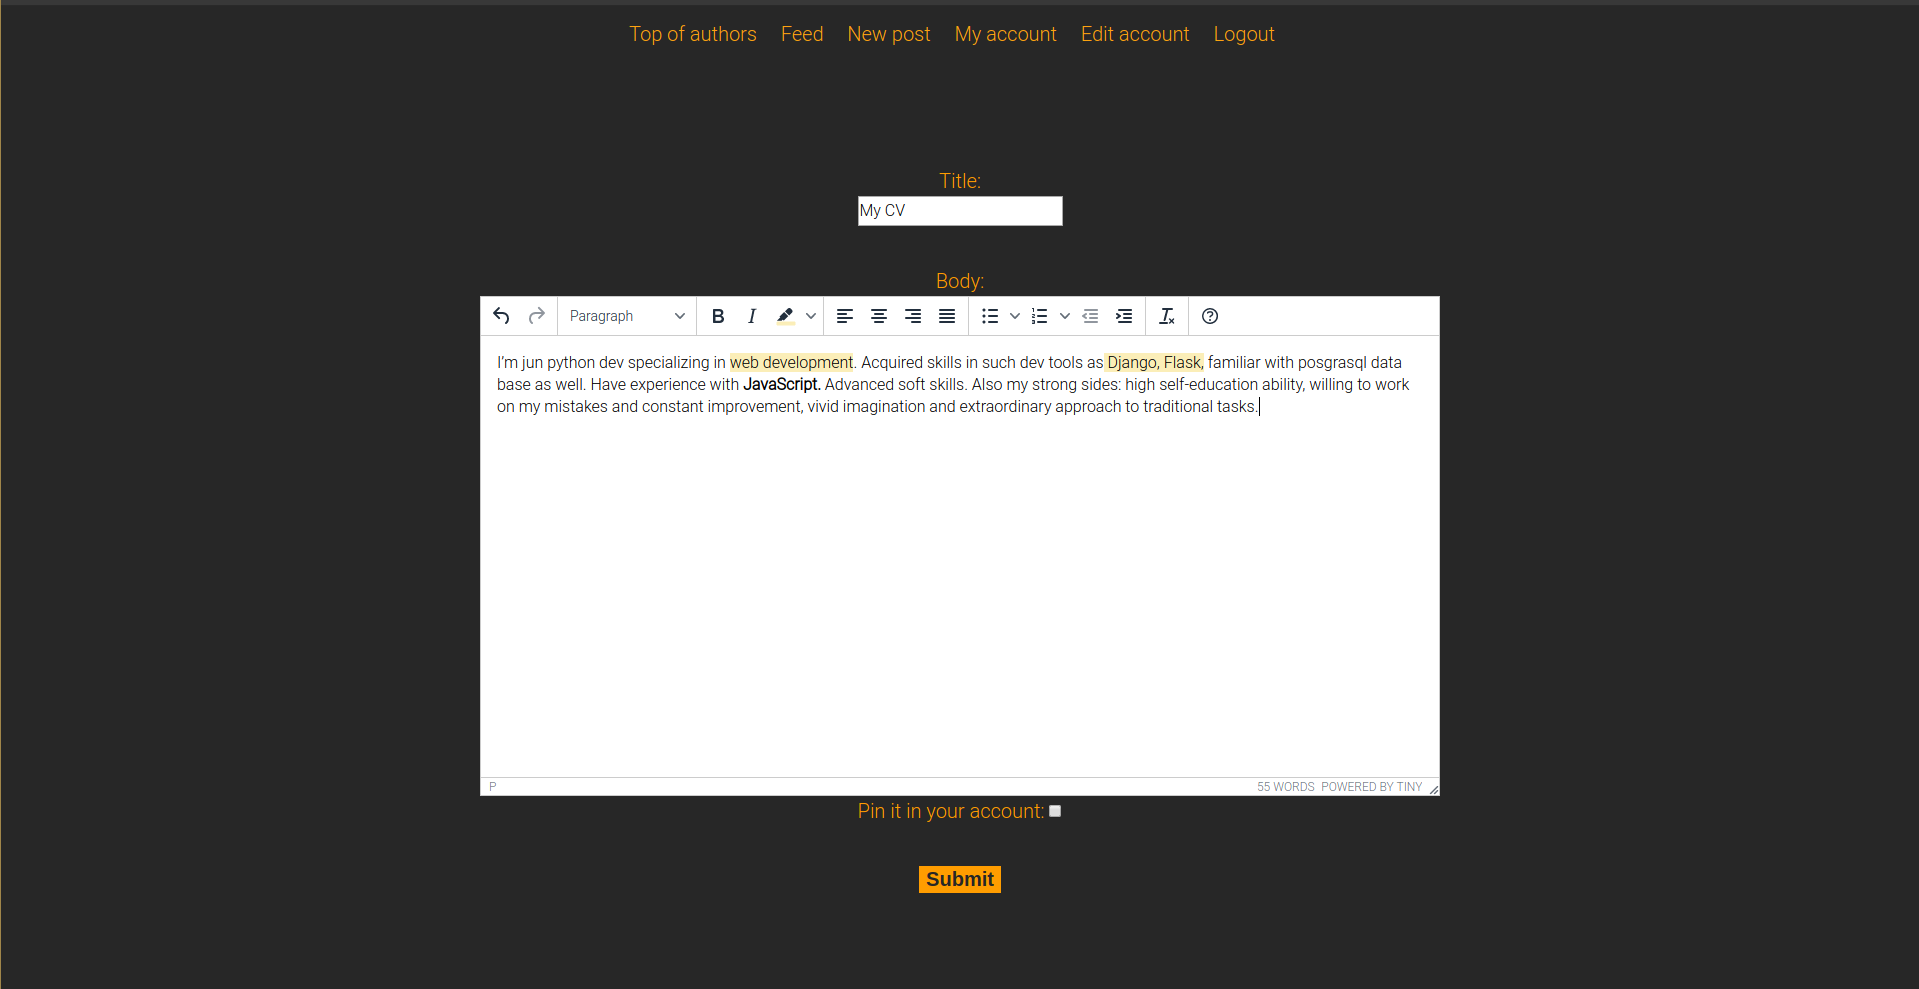 Top of authors Feed New post My account Edit account Logout
Title:
My CV
Body:
Paragraph B I
I'm jun python dev specializing in web development. Acquired skills in such dev tools as Django, Flask, familiar with posgrasql data
base as well. Have experience with JavaScript. Advanced soft skills. Also my strong sides: high self-education ability, willing to work
on my mistakes and constant improvement, vivid imagination and extraordinary approach to traditional tasks.
P 55 WORDS POWERED BY TINY
Pin it in your account:
Submit